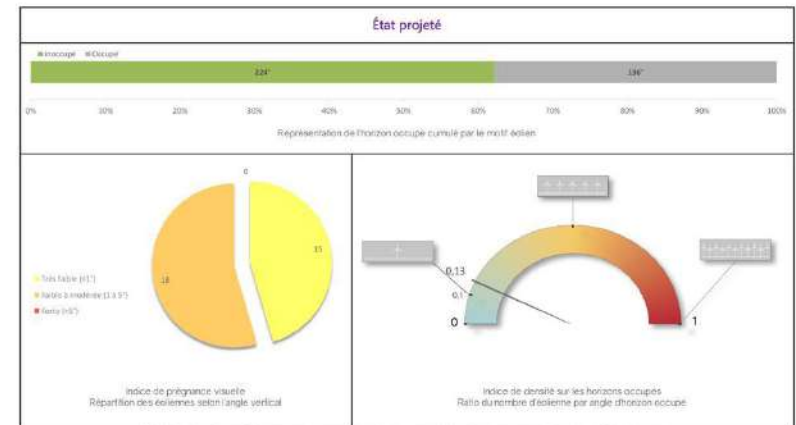 État projeté
Inoccupé Occupé
224° 136°
0% 10% 20% 30% 40% 50% 60% 70% 80% 90% 100%
Représentation de l'horizon occupé cumulé par le motif éolien
0
15
18
Très faible (<1°)
Faible à modérée (1 à 5°)
Forte (>5°)
Indice de prégnance visuelle
Répartition des éoliennes selon l'angle vertical
0,13
0,1
0
1
Indice de densité sur les horizons occupés
Ratio du nombre d'éolienne par angle d'horizon occupé